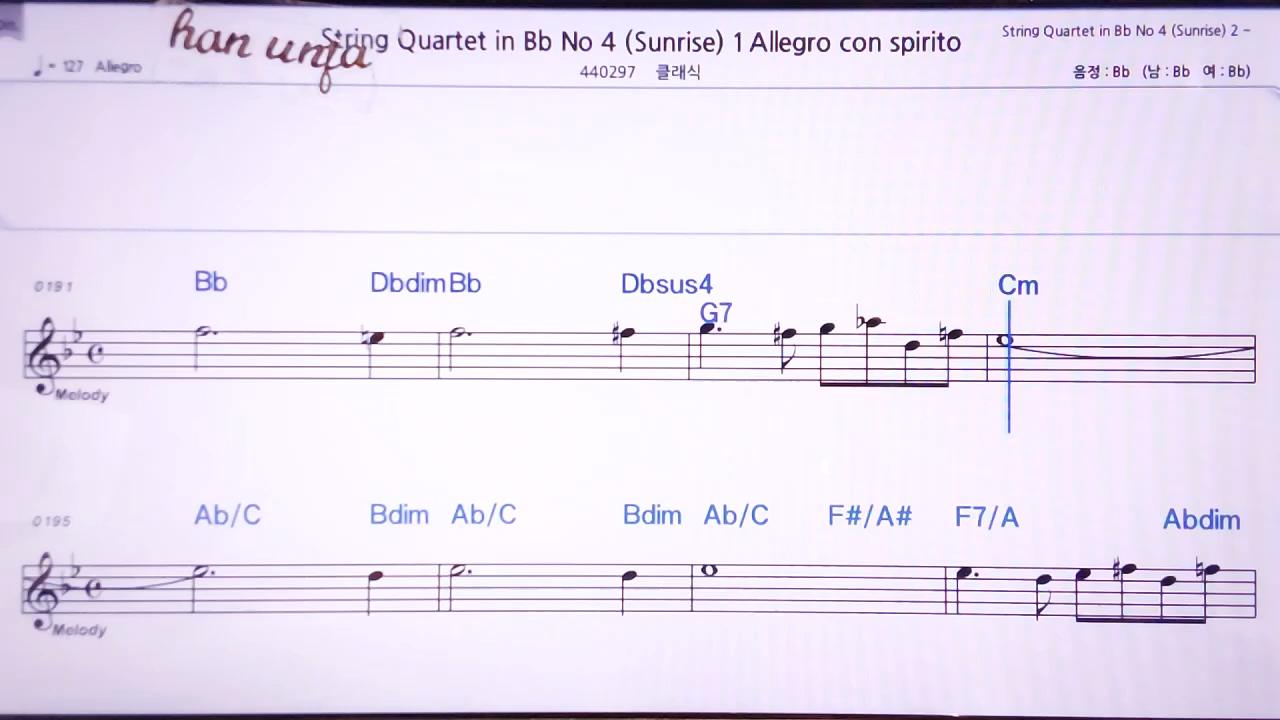 han unfa
String Quartet in Bb No 4 (Sunrise) 1 Allegro con spirito
String Quartet in Bb No 4 (Sunrise) 2 ~
♩ = 127 Allegro
440297 클래식
음정 : Bb (남 : Bb 여 : Bb)
0191 Bb Dbdim Bb Dbsus4 Cm
G7
Melody
0195 Ab/C Bdim Ab/C Bdim Ab/C F#/A# F7/A Abdim
Melody